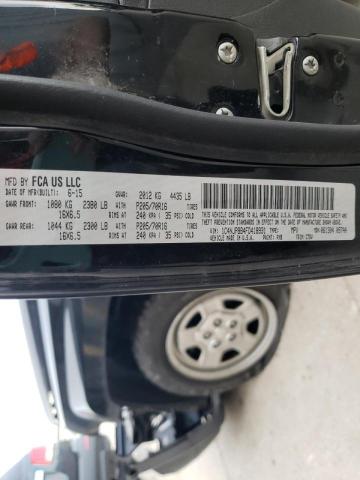 MFD BY FCA US LLC
DATE OF MFR(BUILT): 6-15 GVWR: 2012 KG 4435 LB
GAWR FRONT: 1080 KG 2380 LB WITH P205/70R16 TIRES
16X6.5 RIMS AT 240 KPA ( 35 PSI) COLD
GAWR REAR: 1044 KG 2300 LB WITH P205/70R16 TIRES
16X6.5 RIMS AT 240 KPA ( 35 PSI) COLD
THIS VEHICLE CONFORMS TO ALL APPLICABLE U.S.A. FEDERAL MOTOR VEHICLE SAFETY AND
THEFT PREVENTION STANDARDS IN EFFECT ON THE DATE OF MANUFACTURE SHOWN ABOVE.
TYPE: MPV
VEHICLE MADE IN U.S.A.